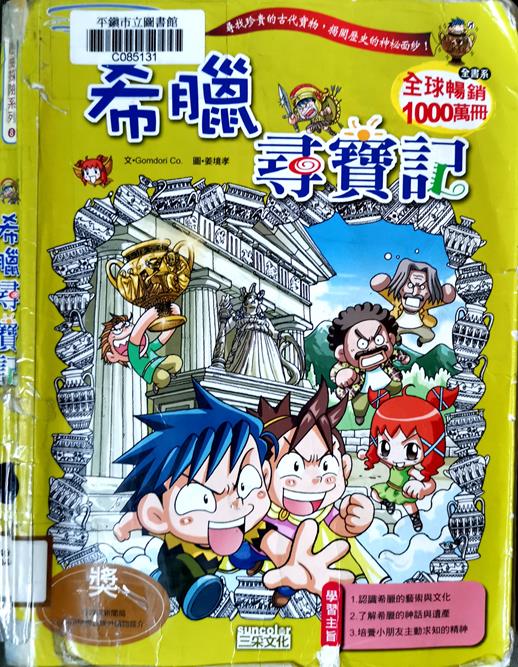 平鎮市立圖書館
C085131
尋找珍貴的古代寶物，揭開歷史的神秘面紗！
全書系
全球暢銷
1000萬冊
希臘
尋寶記
文・Gomdori Co. 圖・姜境孝
希臘尋寶記
獎
學習主旨
1.認識希臘的藝術與文化
2.了解希臘的神話與遺產
3.培養小朋友主動求知的精神
suncolor
三采文化